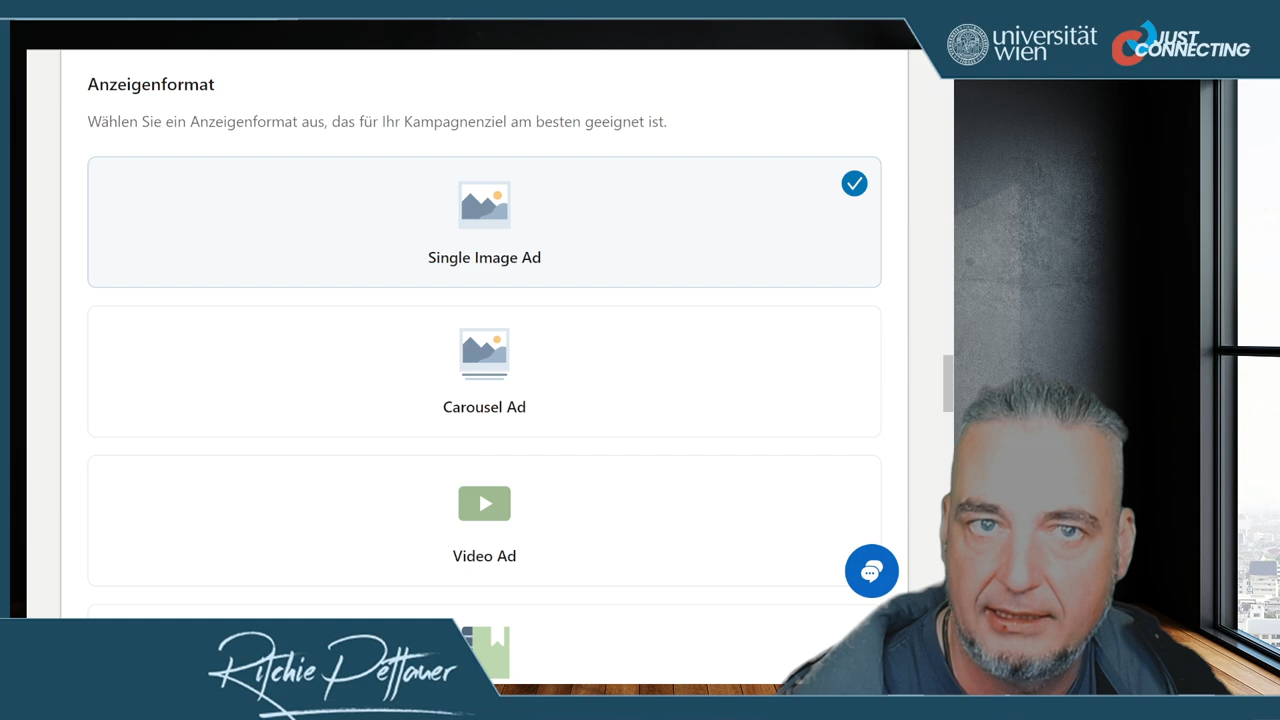 universität
wien
JUST
CONNECTING
Anzeigenformat
Wählen Sie ein Anzeigenformat aus, das für Ihr Kampagnenziel am besten geeignet ist.
Single Image Ad
Carousel Ad
Video Ad
Ritchie Pettauer